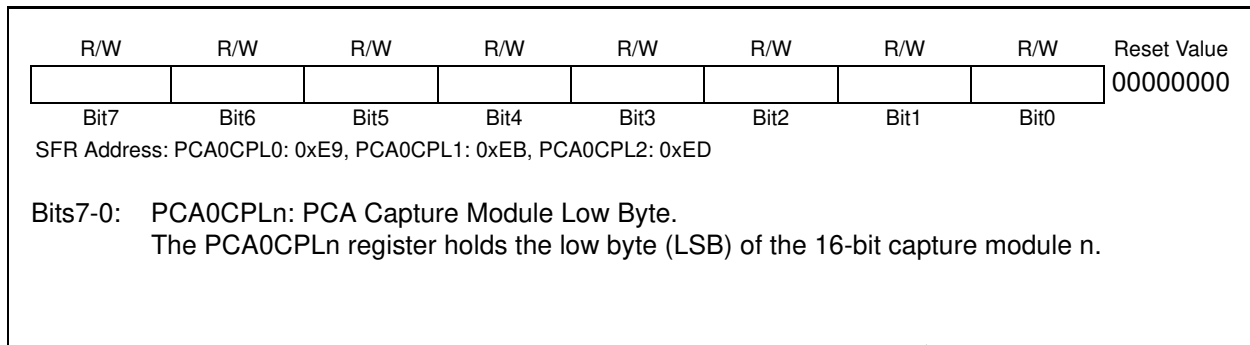 R/W R/W R/W R/W R/W R/W R/W R/W Reset Value
00000000
Bit7 Bit6 Bit5 Bit4 Bit3 Bit2 Bit1 Bit0
SFR Address: PCA0CPL0: 0xE9, PCA0CPL1: 0xEB, PCA0CPL2: 0xED
Bits7-0: PCA0CPLn: PCA Capture Module Low Byte.
The PCA0CPLn register holds the low byte (LSB) of the 16-bit capture module n.